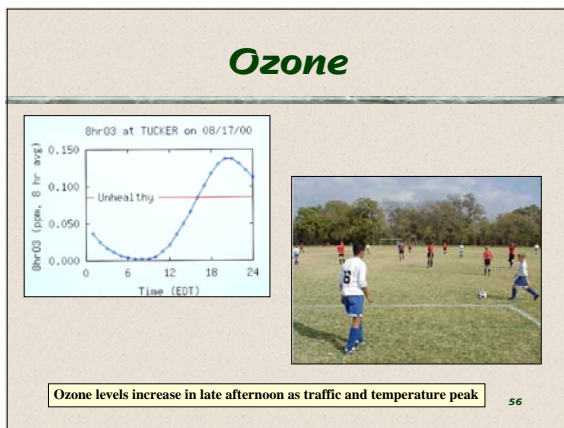 Ozone
8hrO3 at TUCKER on 08/17/00
8hrO3 (ppm, 8 hr avg)
0.150
0.100
0.050
0.000
Unhealthy
0 6 12 18 24
Time (EDT)
8
Ozone levels increase in late afternoon as traffic and temperature peak
56